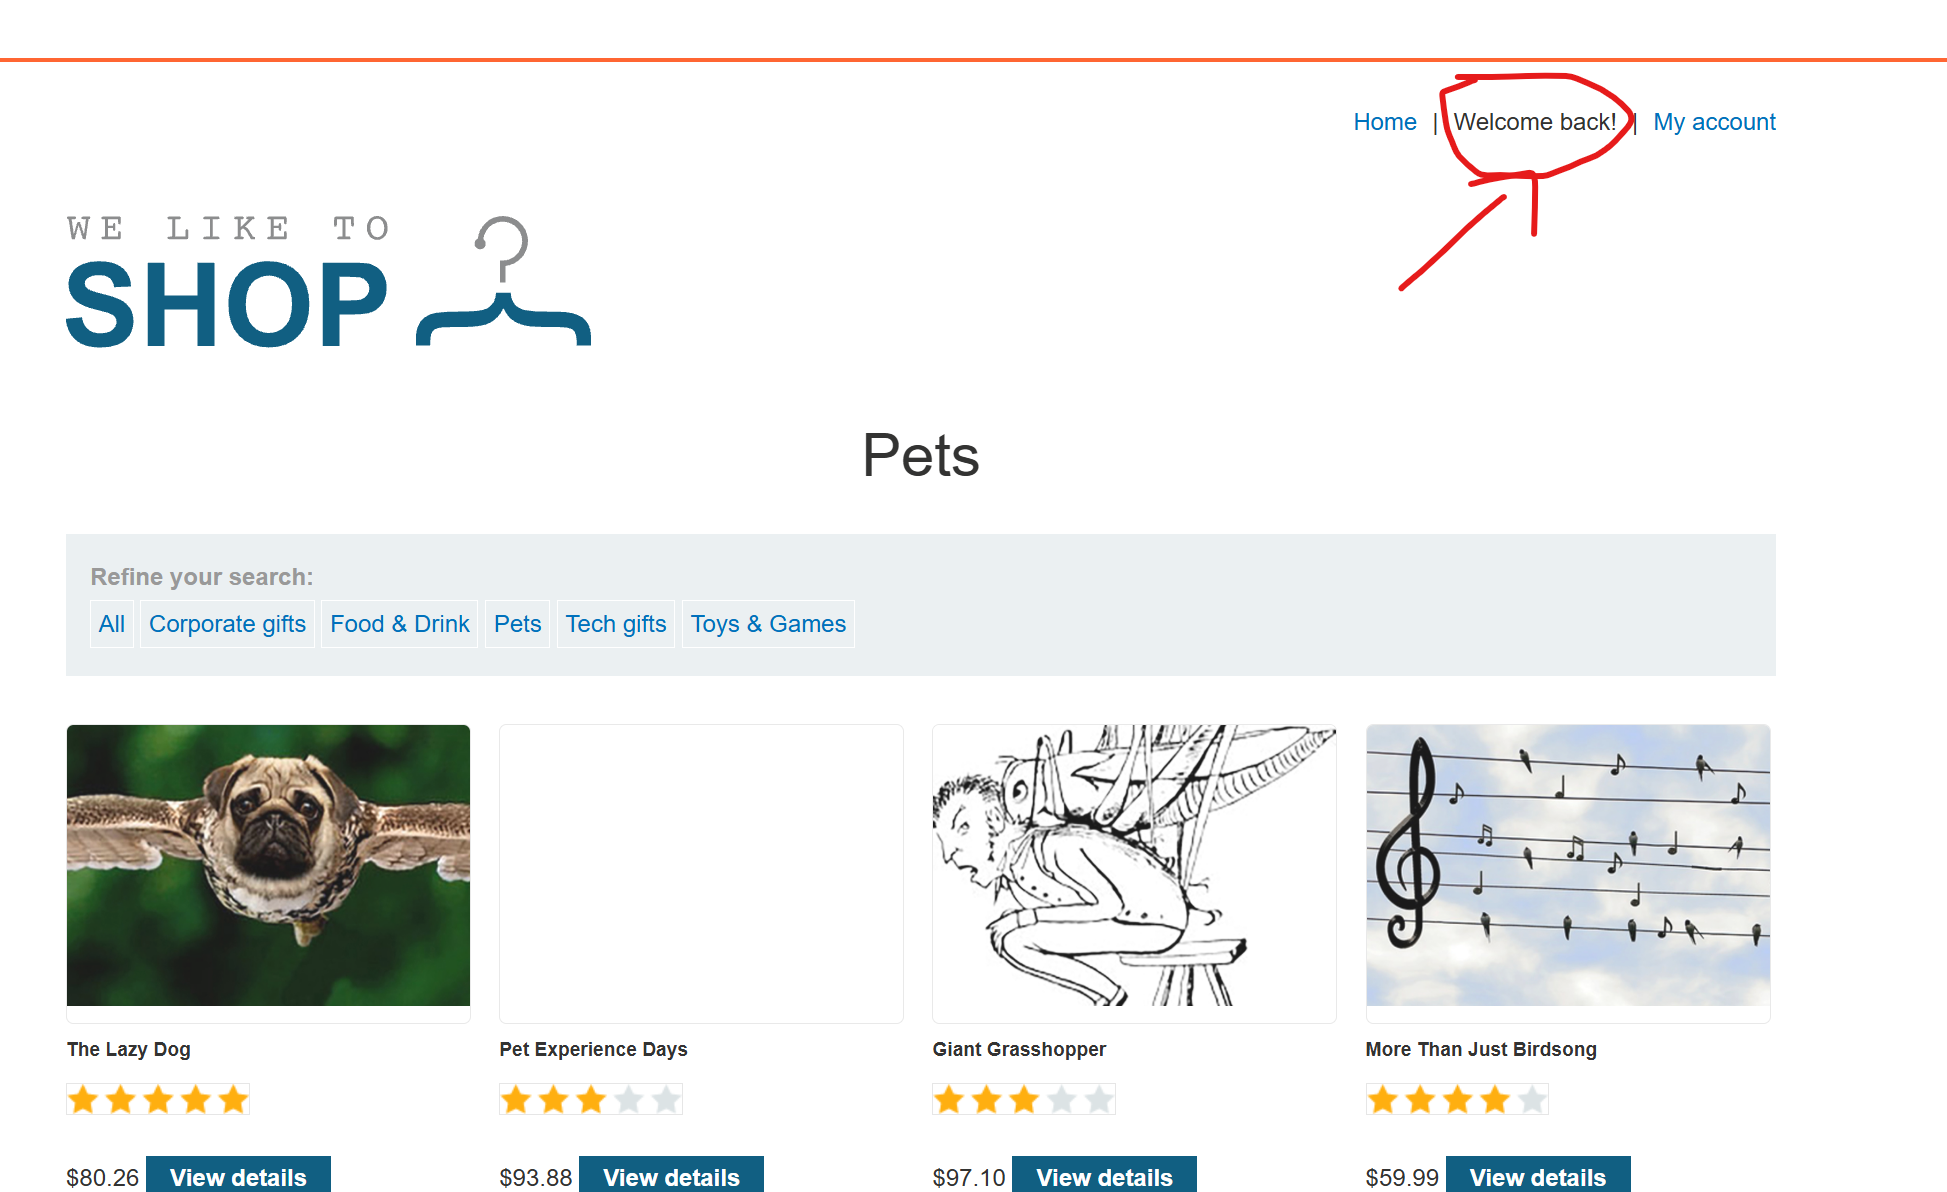 Home | Welcome back! | My account
WE LIKE TO
SHOP
Pets
Refine your search:
All Corporate gifts Food & Drink Pets Tech gifts Toys & Games
The Lazy Dog Pet Experience Days Giant Grasshopper More Than Just Birdsong
$80.26 View details $93.88 View details $97.10 View details $59.99 View details